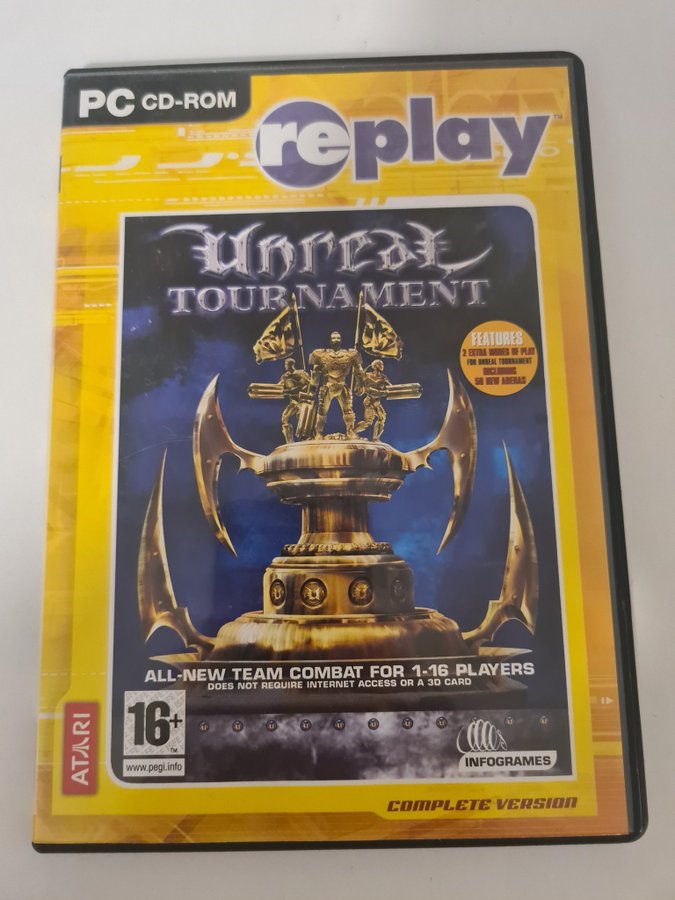 PC CD-ROM
replay™
Unreal
TOURNAMENT
FEATURES
2 EXTRA MODES OF PLAY
FOR UNREAL TOURNAMENT
INCLUDING
50 NEW ARENAS
ALL-NEW TEAM COMBAT FOR 1-16 PLAYERS
DOES NOT REQUIRE INTERNET ACCESS OR A 3D CARD
16+
™
www.pegi.info
ATARI
INFOGRAMES
COMPLETE VERSION